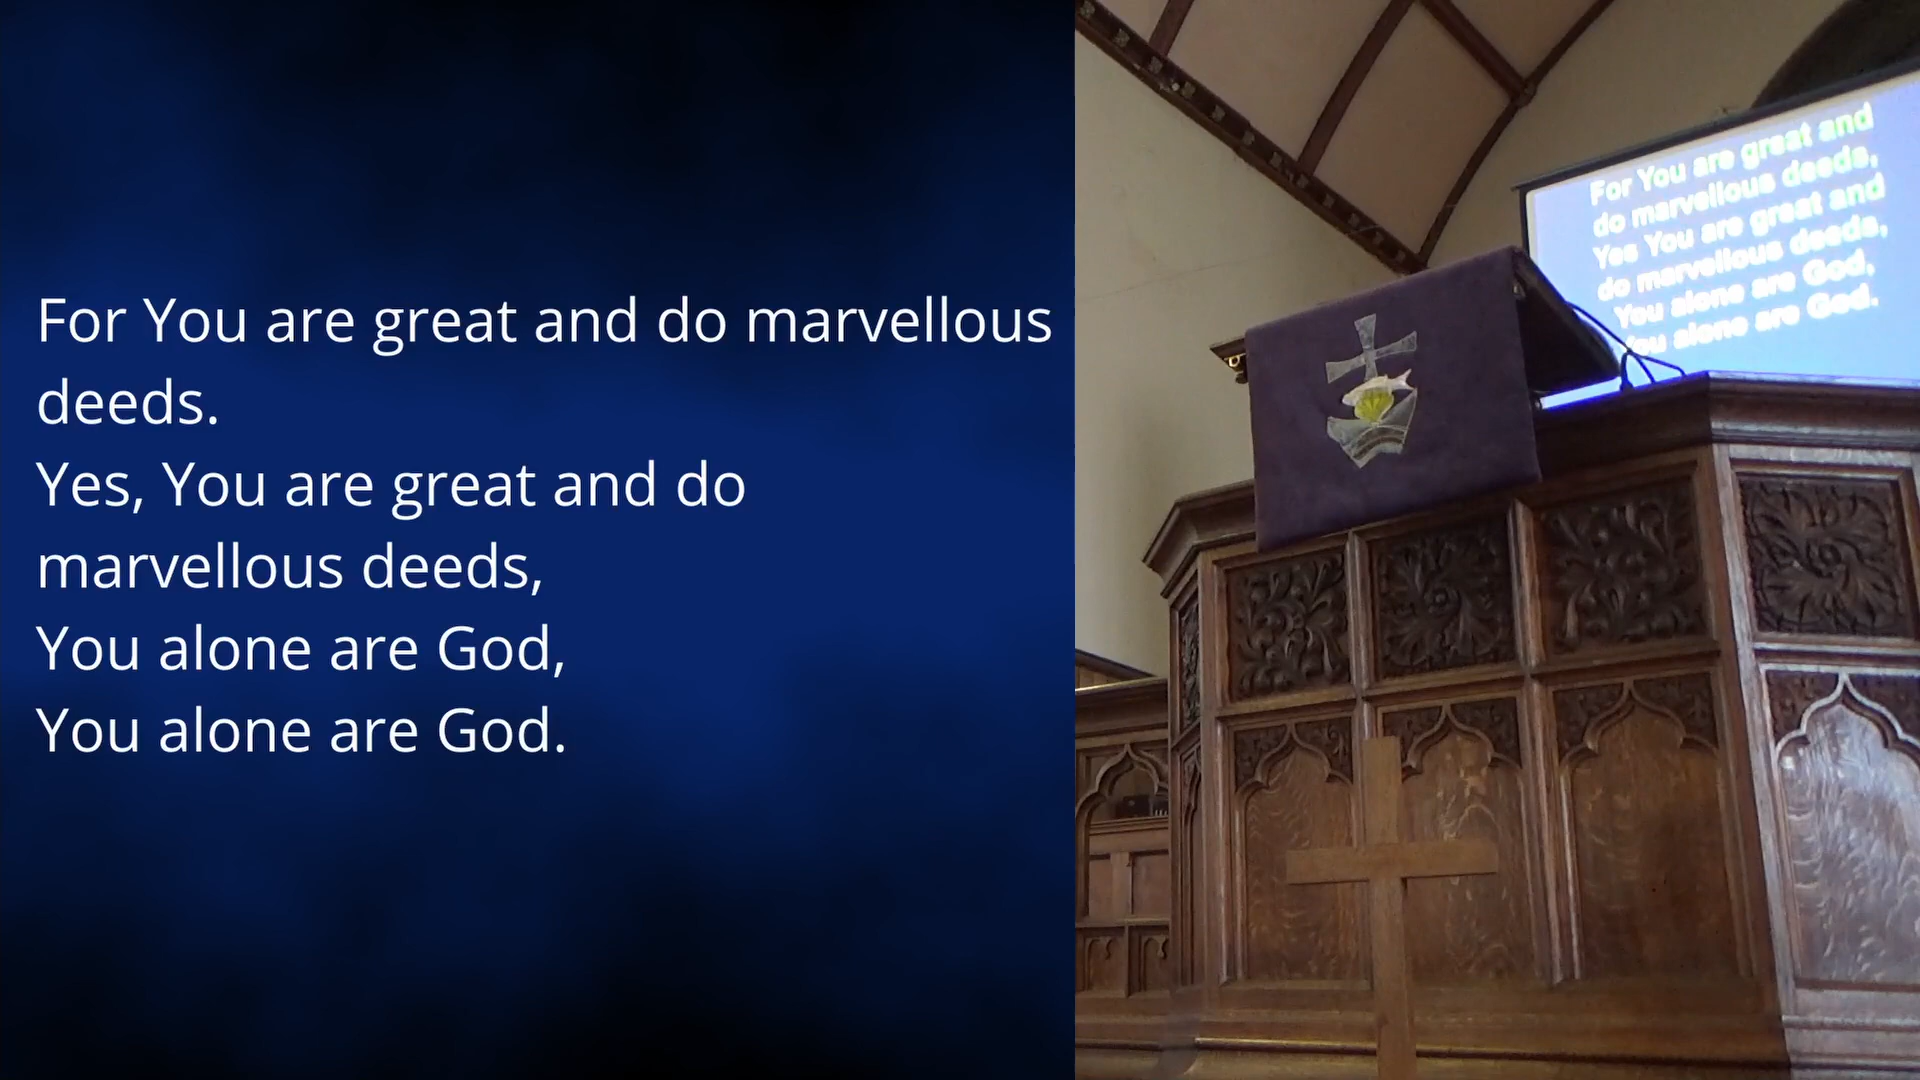 For You are great and do marvellous
deeds.
Yes, You are great and do
marvellous deeds,
You alone are God,
You alone are God.
For You are great and
do marvellous deeds,
Yes You are great and
do marvellous deeds,
You alone are God,
You alone are God.